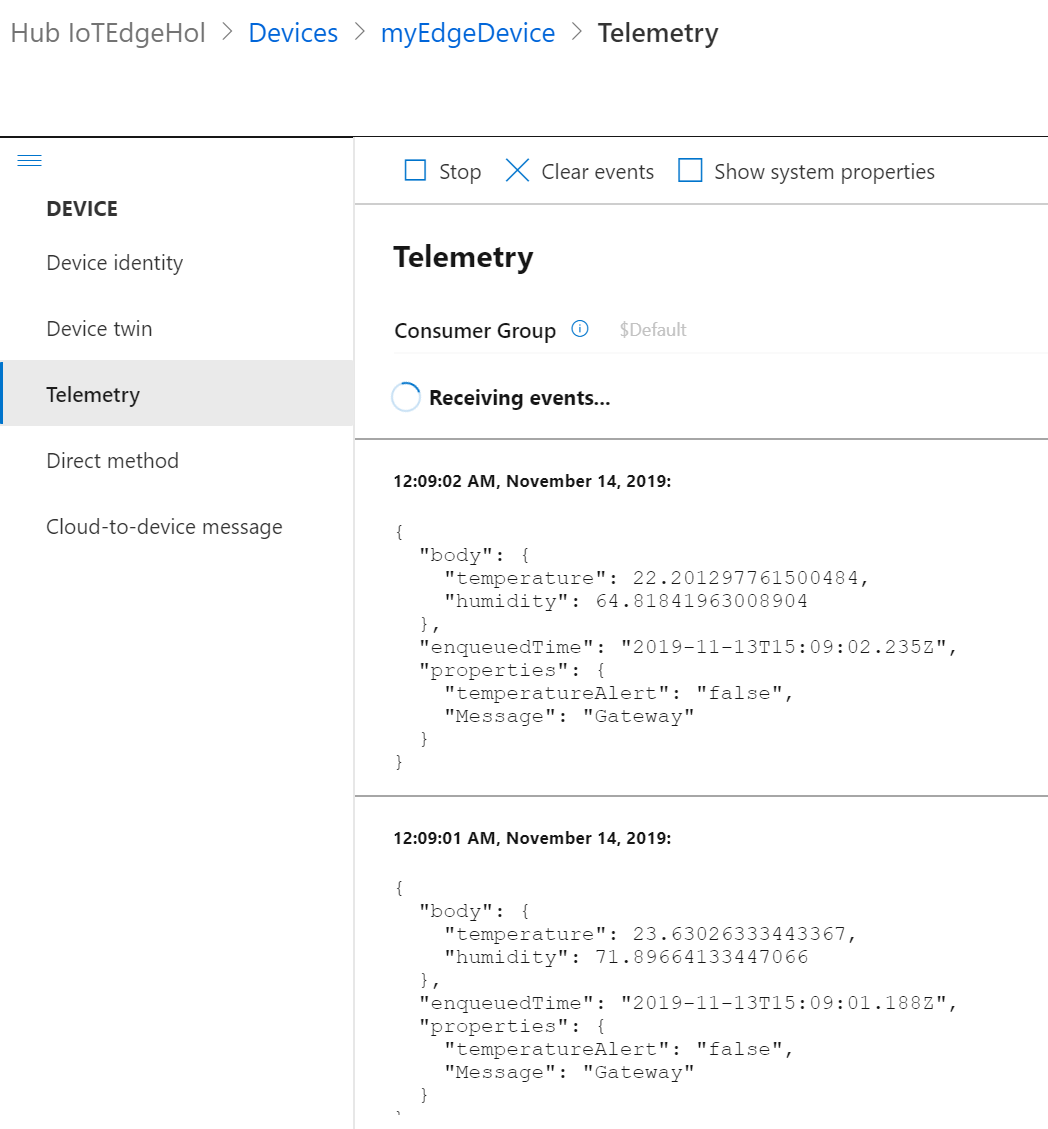 Hub IoTEdgeHol > Devices > myEdgeDevice > Telemetry
DEVICE
Device identity
Device twin
Telemetry
Direct method
Cloud-to-device message
Stop Clear events Show system properties
Telemetry
Consumer Group $Default
Receiving events...
12:09:02 AM, November 14, 2019:
{
"body": {
"temperature": 22.201297761500484,
"humidity": 64.81841963008904
},
"enqueuedTime": "2019-11-13T15:09:02.235Z",
"properties": {
"temperatureAlert": "false",
"Message": "Gateway"
}
}
12:09:01 AM, November 14, 2019:
{
"body": {
"temperature": 23.63026333443367,
"humidity": 71.89664133447066
},
"enqueuedTime": "2019-11-13T15:09:01.188Z",
"properties": {
"temperatureAlert": "false",
"Message": "Gateway"
}